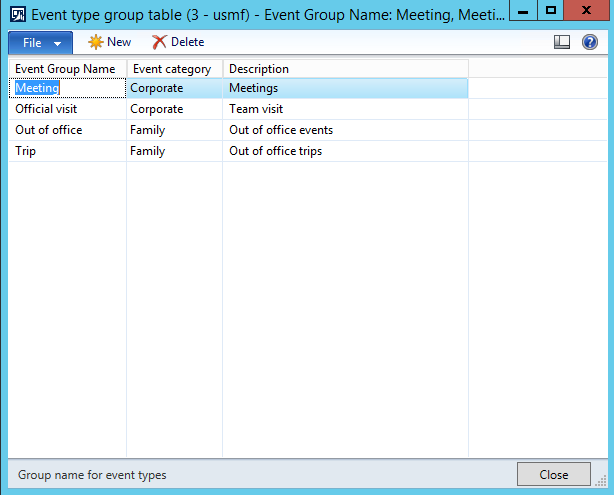 Event type group table (3 - usmf) - Event Group Name: Meeting, Meeti...
File New Delete
Event Group Name Event category Description
Meeting Corporate Meetings
Official visit Corporate Team visit
Out of office Family Out of office events
Trip Family Out of office trips
Group name for event types Close